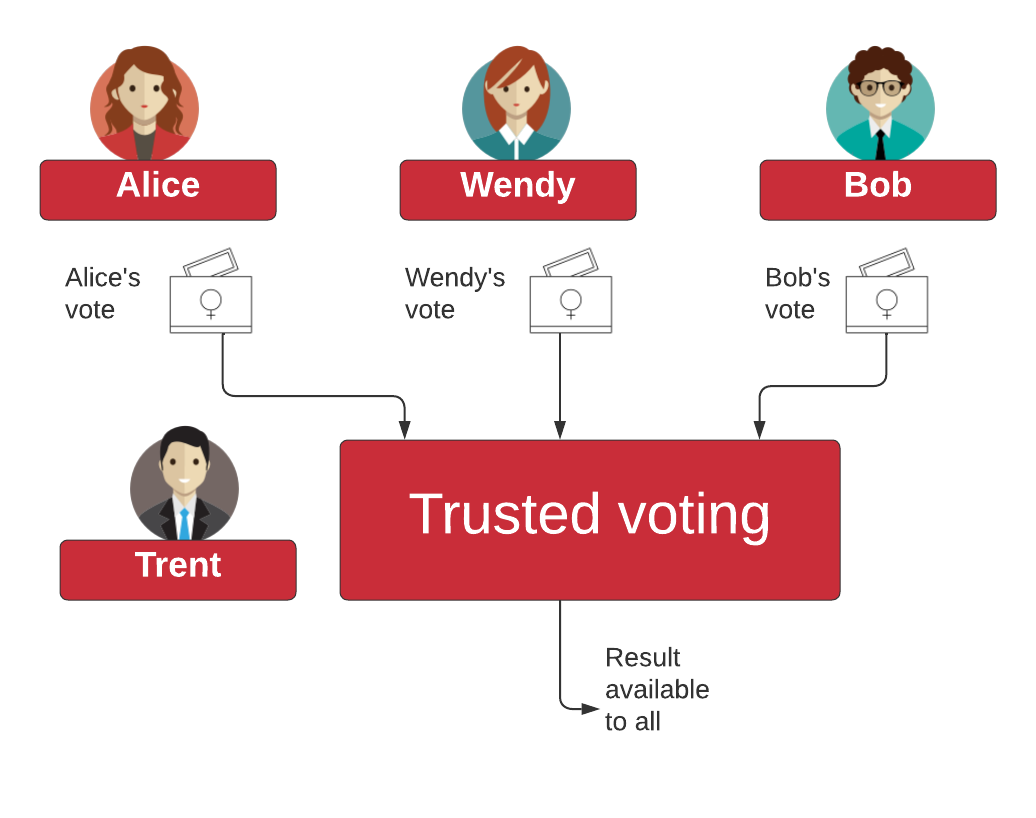 Alice
Wendy
Bob
Alice's
vote
Wendy's
vote
Bob's
vote
Trent
Trusted voting
Result
available
to all